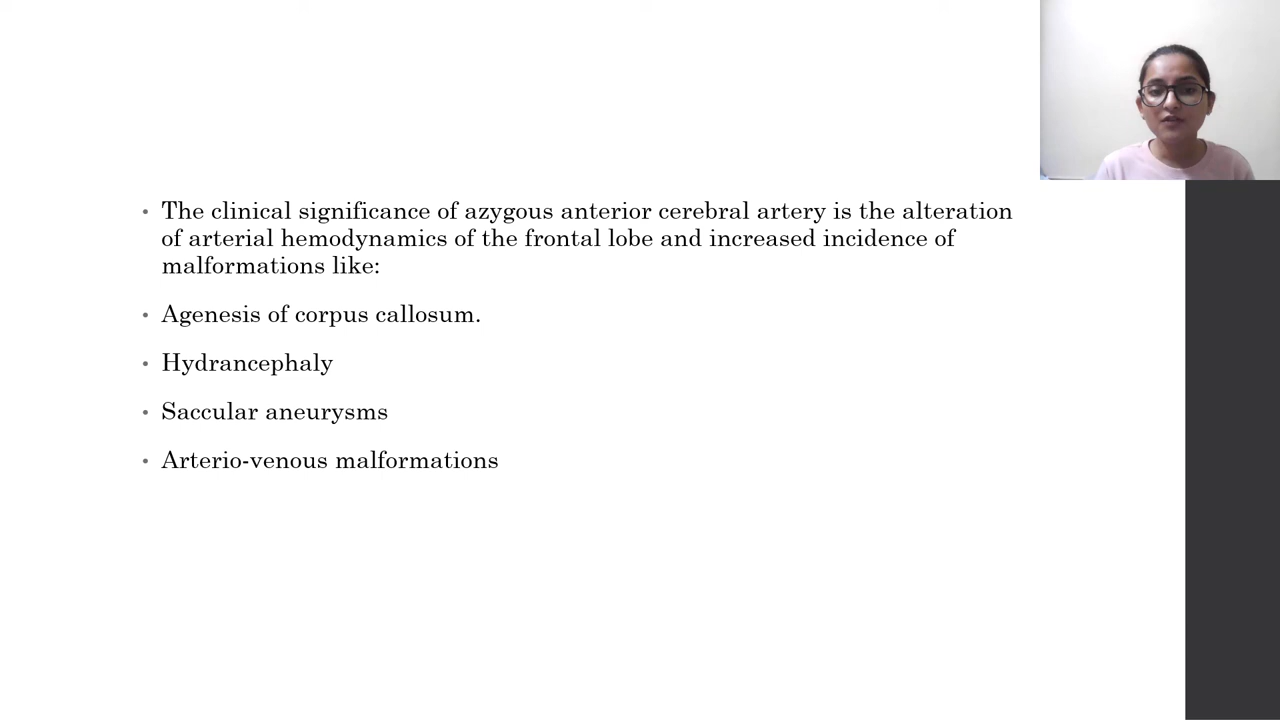 The clinical significance of azygous anterior cerebral artery is the alteration
of arterial hemodynamics of the frontal lobe and increased incidence of
malformations like:
Agenesis of corpus callosum.
Hydrancephaly
Saccular aneurysms
Arterio-venous malformations